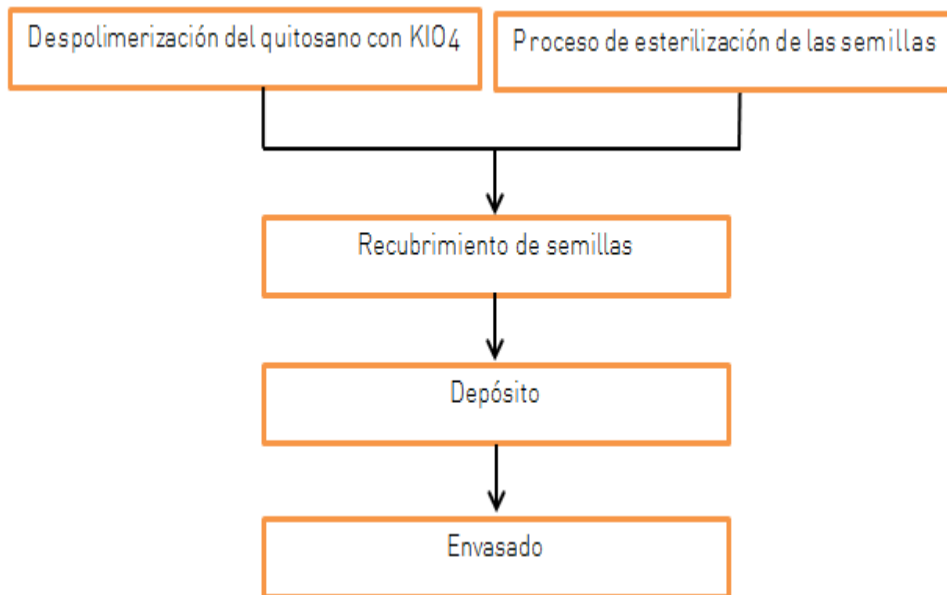 Despolimerización del quitosano con KIO4
Proceso de esterilización de las semillas
Recubrimiento de semillas
Depósito
Envasado